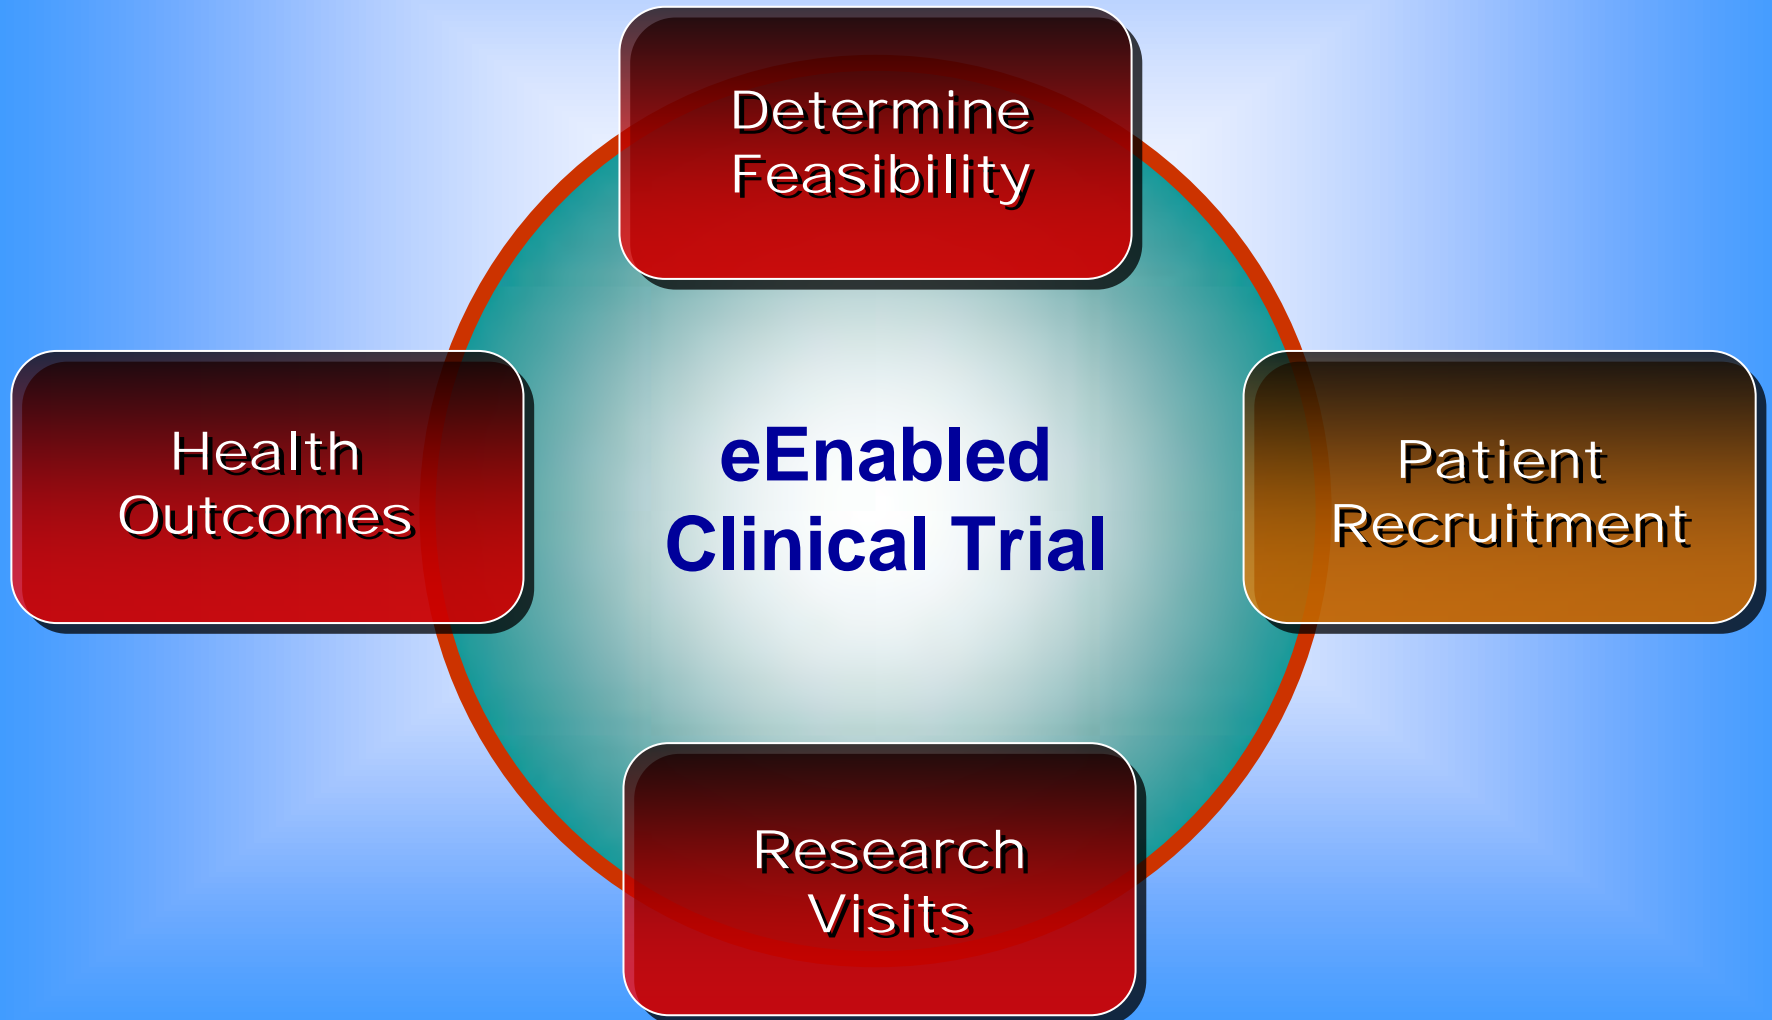 Determine
Feasibility
Health
Outcomes
eEnabled
Clinical Trial
Patient
Recruitment
Research
Visits